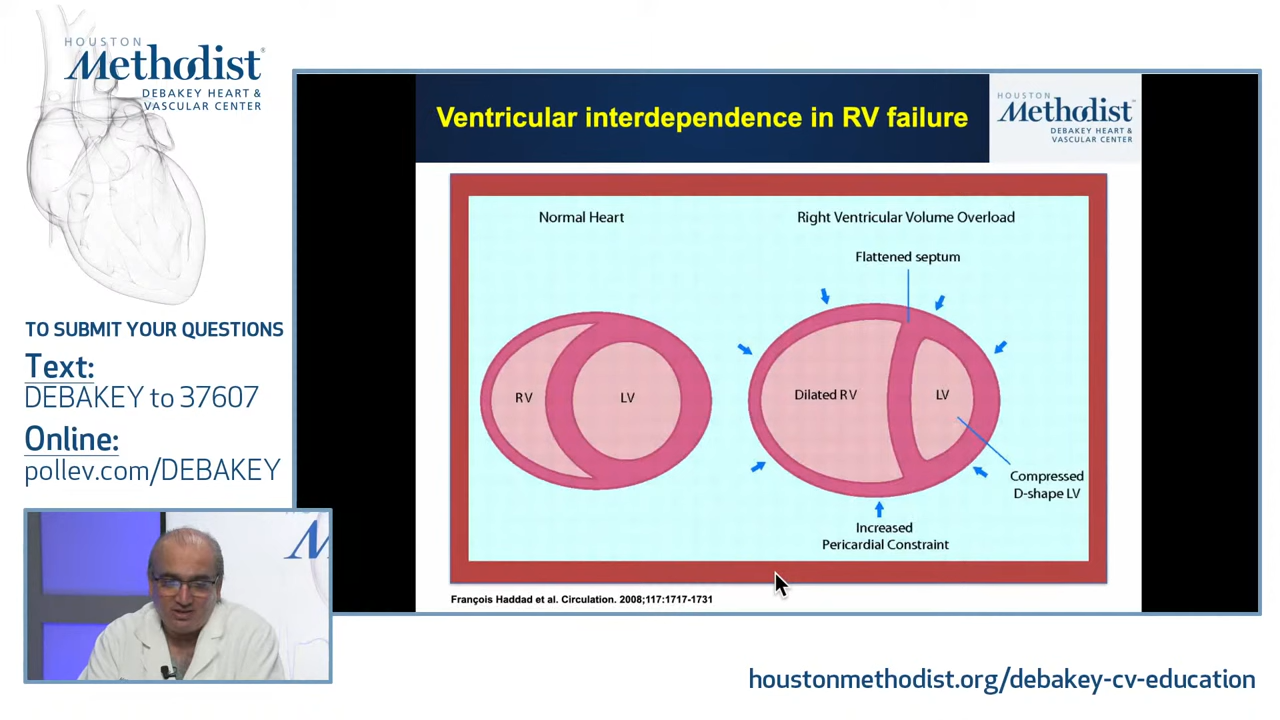 HOUSTON
Methodist®
DEBAKEY HEART &
VASCULAR CENTER
TO SUBMIT YOUR QUESTIONS
Text:
DEBAKEY to 37607
Online:
pollev.com/DEBAKEY
Ventricular interdependence in RV failure
HOUSTON
Methodist
DEBAKEY HEART &
VASCULAR CENTER
Normal Heart
Right Ventricular Volume Overload
Flattened septum
RV
LV
Dilated RV
LV
Compressed
D-shape LV
Increased
Pericardial Constraint
François Haddad et al. Circulation. 2008;117:1717-1731
houstonmethodist.org/debakey-cv-education